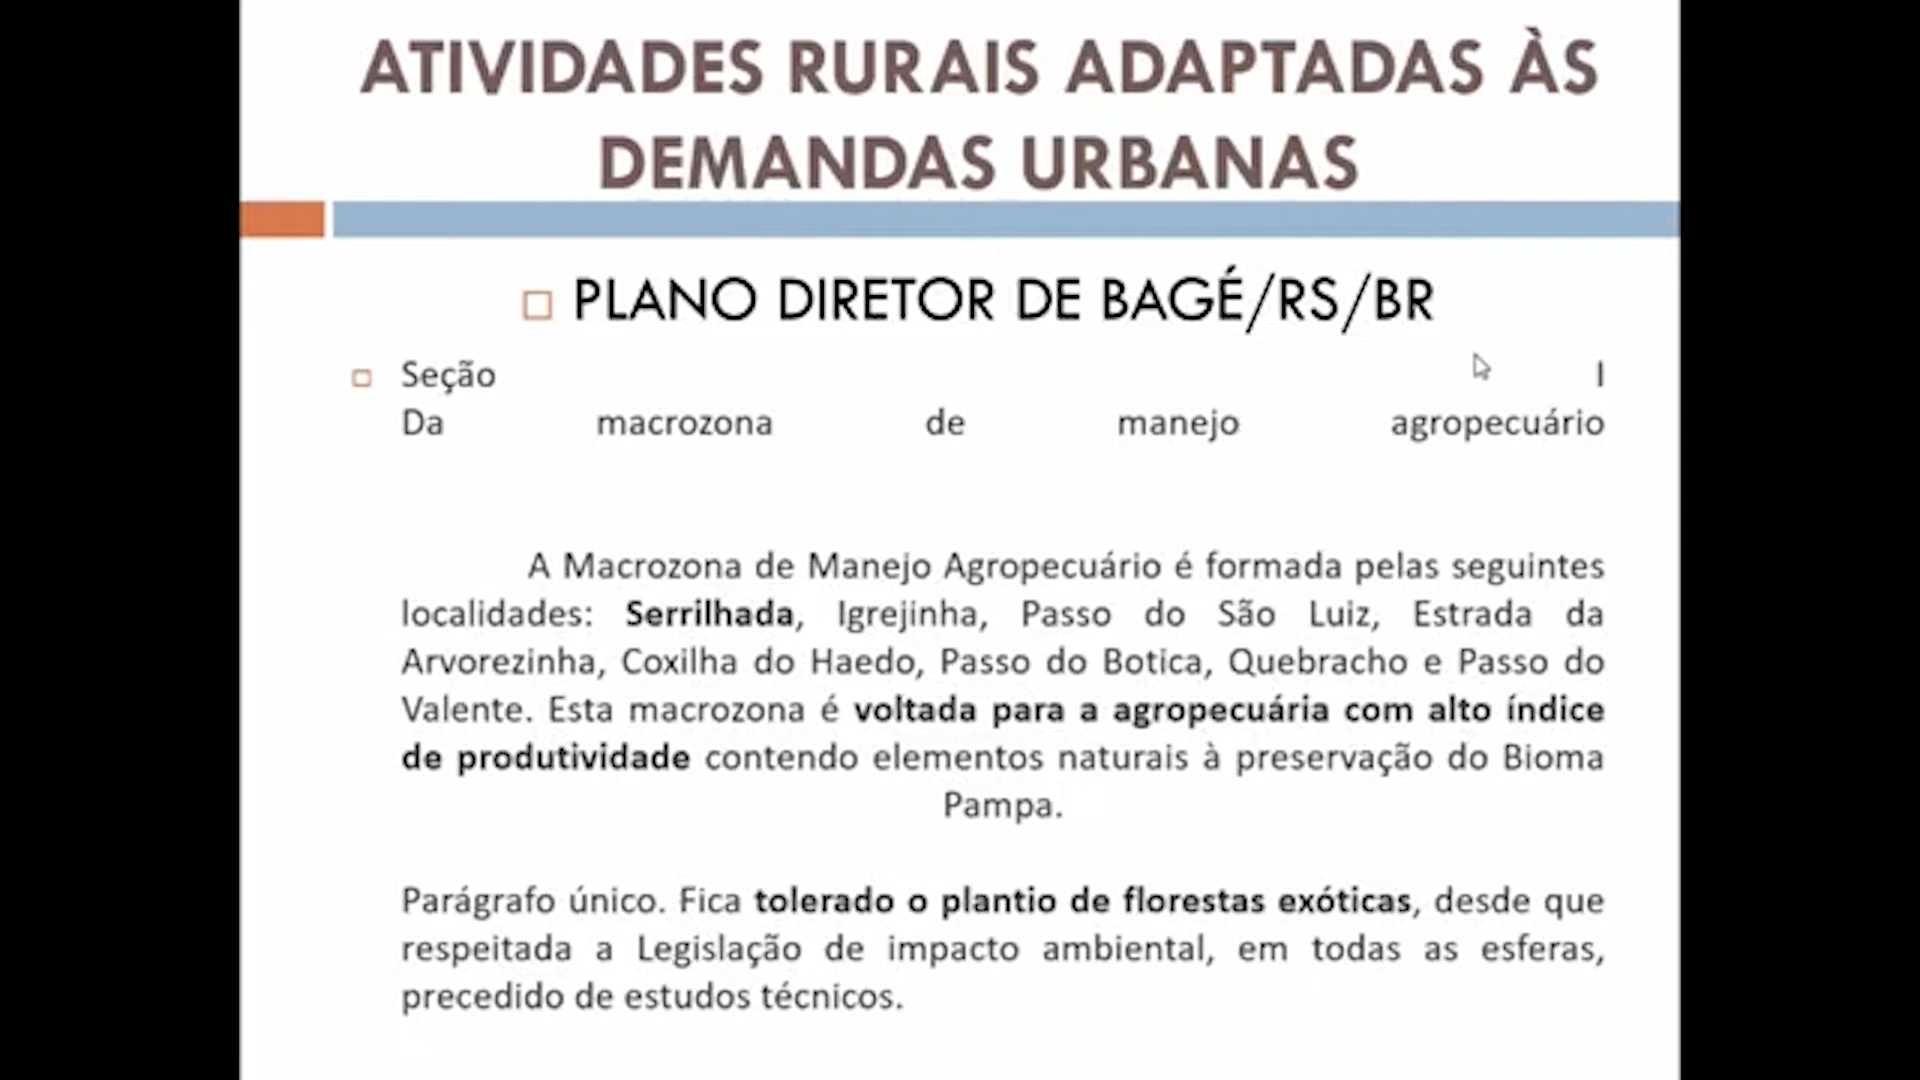 ATIVIDADES RURAIS ADAPTADAS ÀS
DEMANDAS URBANAS
PLANO DIRETOR DE BAGÉ/RS/BR
Seção I
Da macrozona de manejo agropecuário
A Macrozona de Manejo Agropecuário é formada pelas seguintes
localidades: Serrilhada, Igrejinha, Passo do São Luiz, Estrada da
Arvorezinha, Coxilha do Haedo, Passo do Botica, Quebracho e Passo do
Valente. Esta macrozona é voltada para a agropecuária com alto índice
de produtividade contendo elementos naturais à preservação do Bioma
Pampa.
Parágrafo único. Fica tolerado o plantio de florestas exóticas, desde que
respeitada a Legislação de impacto ambiental, em todas as esferas,
precedido de estudos técnicos.